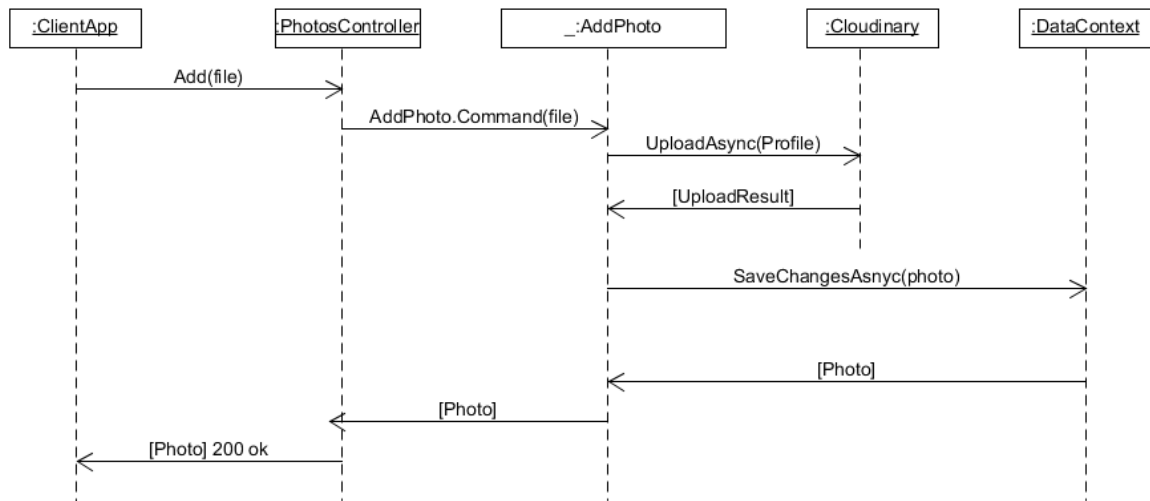 :ClientApp
:PhotosController
_:AddPhoto
:Cloudinary
:DataContext
Add(file)
AddPhoto.Command(file)
UploadAsync(Profile)
[UploadResult]
SaveChangesAsnyc(photo)
[Photo]
[Photo]
[Photo] 200 ok